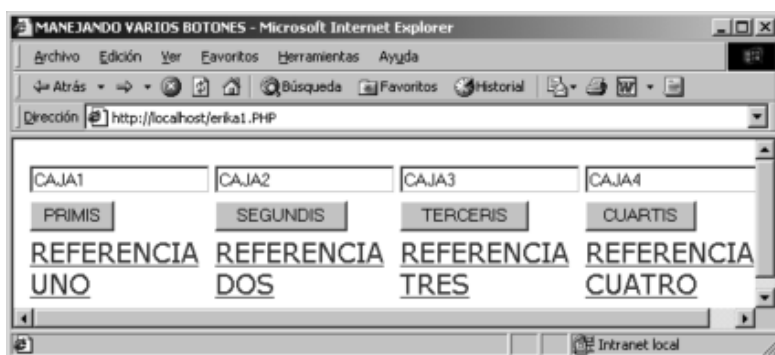 MANEJANDO VARIOS BOTONES - Microsoft Internet Explorer
Archivo Edición Ver Favoritos Herramientas Ayuda
Atrás Búsqueda Favoritos Historial W
Dirección http://localhost/erika1.PHP
CAJA1 CAJA2 CAJA3 CAJA4
PRIMIS SEGUNDIS TERCERIS CUARTIS
REFERENCIA REFERENCIA REFERENCIA REFERENCIA
UNO DOS TRES CUATRO
Intranet local